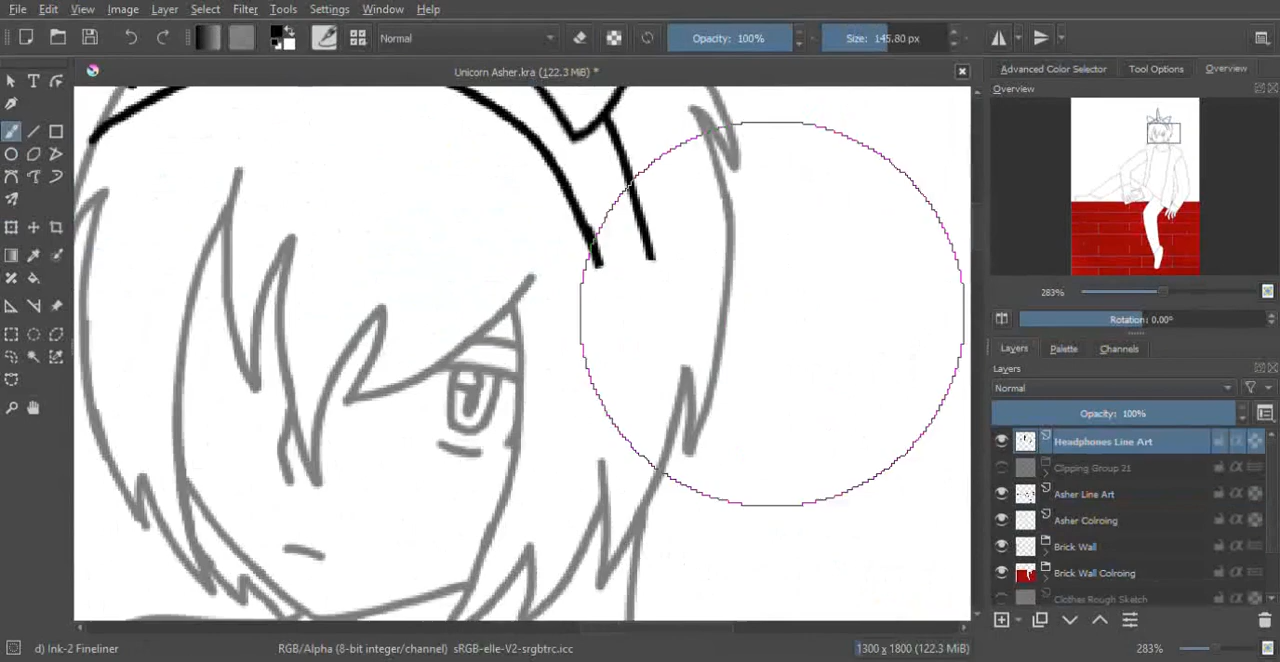 File Edit View Image Layer Select Filter Tools Settings Window Help
Normal Opacity: 100% Size: 145.80 px
Unicorn Asher.kra (122.3 MiB) *
Advanced Color Selector Tool Options Overview
Overview
283%
Rotation: 0.00°
Layers Palette Channels
Layers
Normal
Opacity: 100%
Headphones Line Art
Clipping Group 21
Asher Line Art
Asher Colroing
Brick Wall
Brick Wall Colroing
Clothes Rough Sketch
d) Ink-2 Fineliner RGB/Alpha (8-bit integer/channel) sRGB-elle-V2-srgbtrc.icc 1300 x 1800 (122.3 MiB) 283%